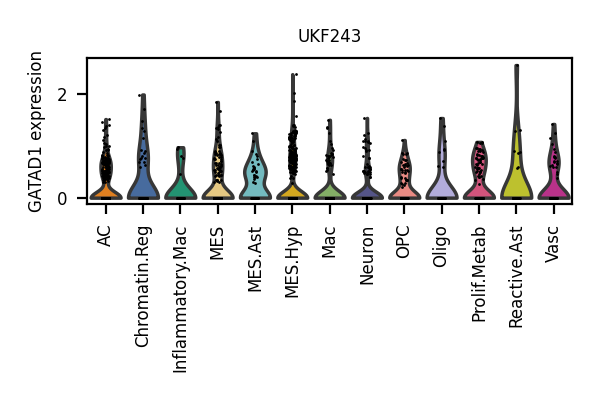 UKF243
GATAD1 expression
2
0
AC
Chromatin.Reg
Inflammatory.Mac
MES
MES.Ast
MES.Hyp
Mac
Neuron
OPC
Oligo
Prolif.Metab
Reactive.Ast
Vasc